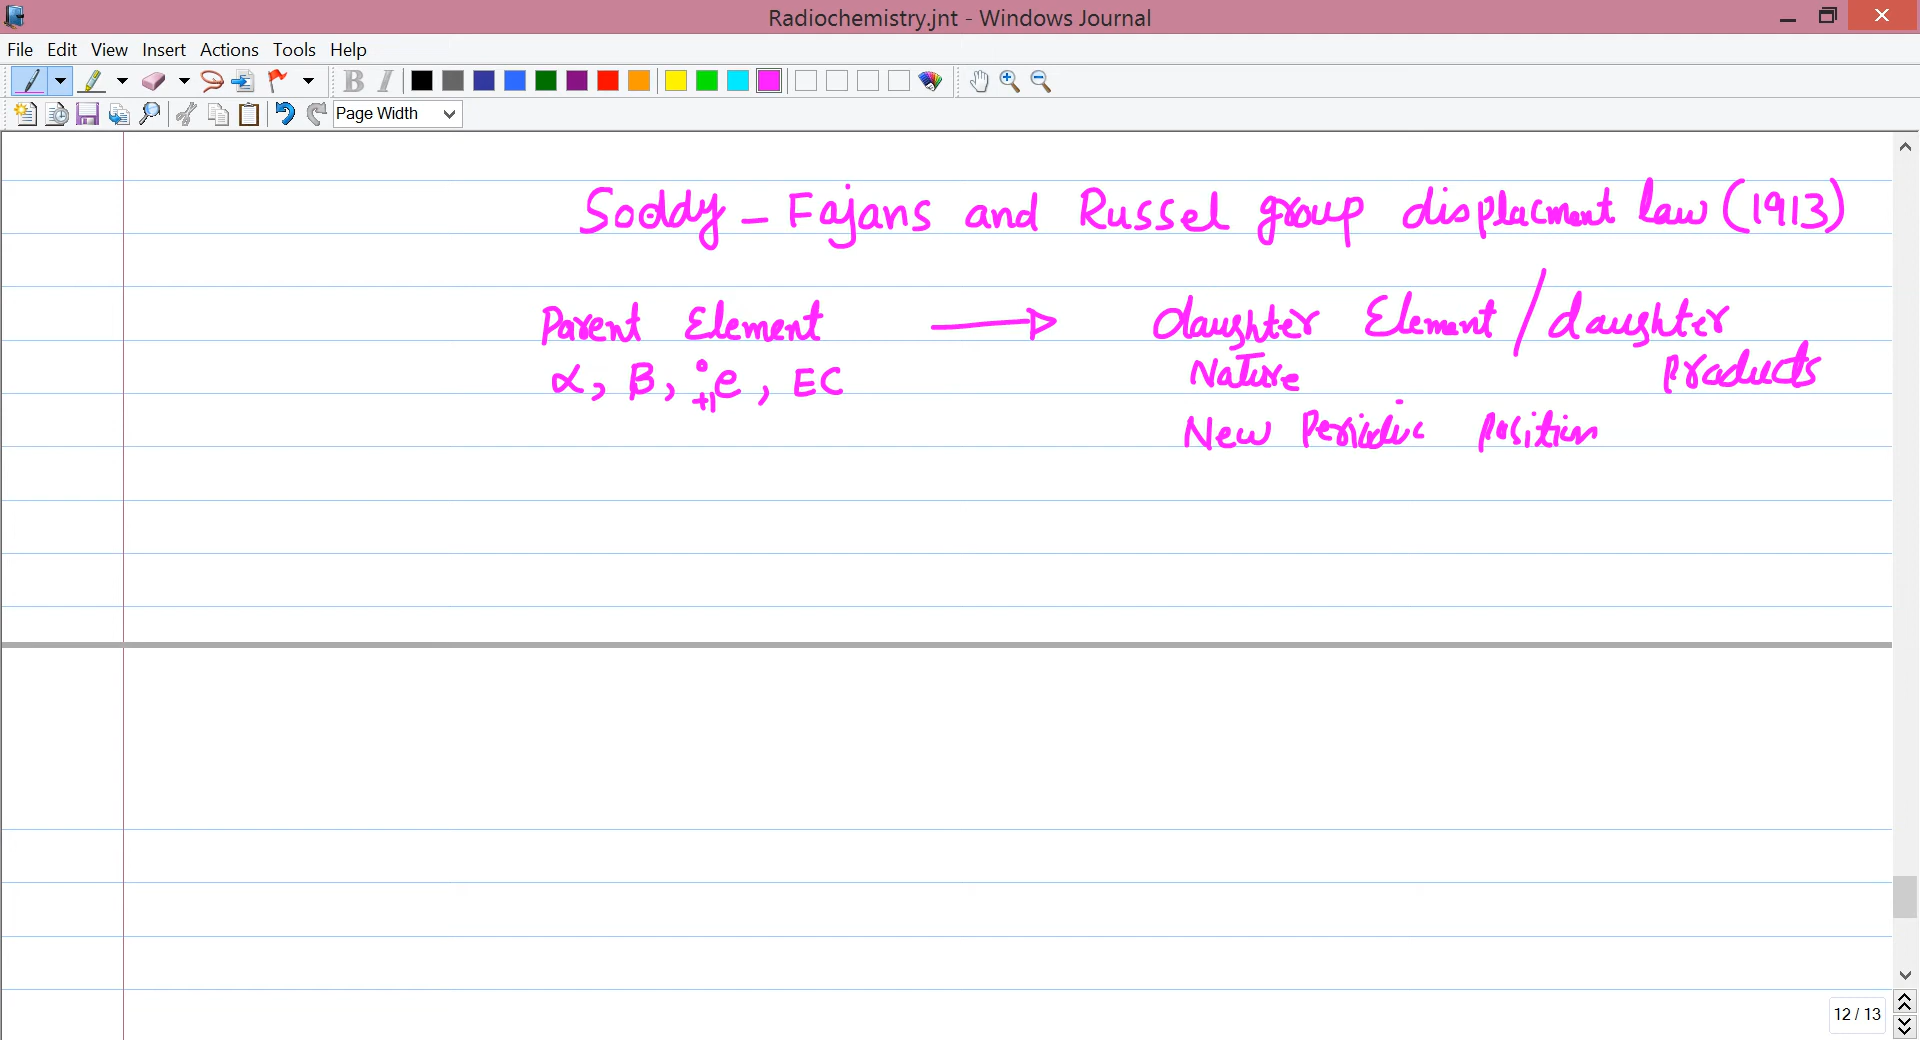 Radiochemistry.jnt - Windows Journal
File Edit View Insert Actions Tools Help
B I
Page Width
Soddy - Fajans and Russel group displacment law (1913)
Parent Element → daughter Element / daughter
Nature products
α, β, ⁰₊₁e, EC
New Periodic position
12 / 13